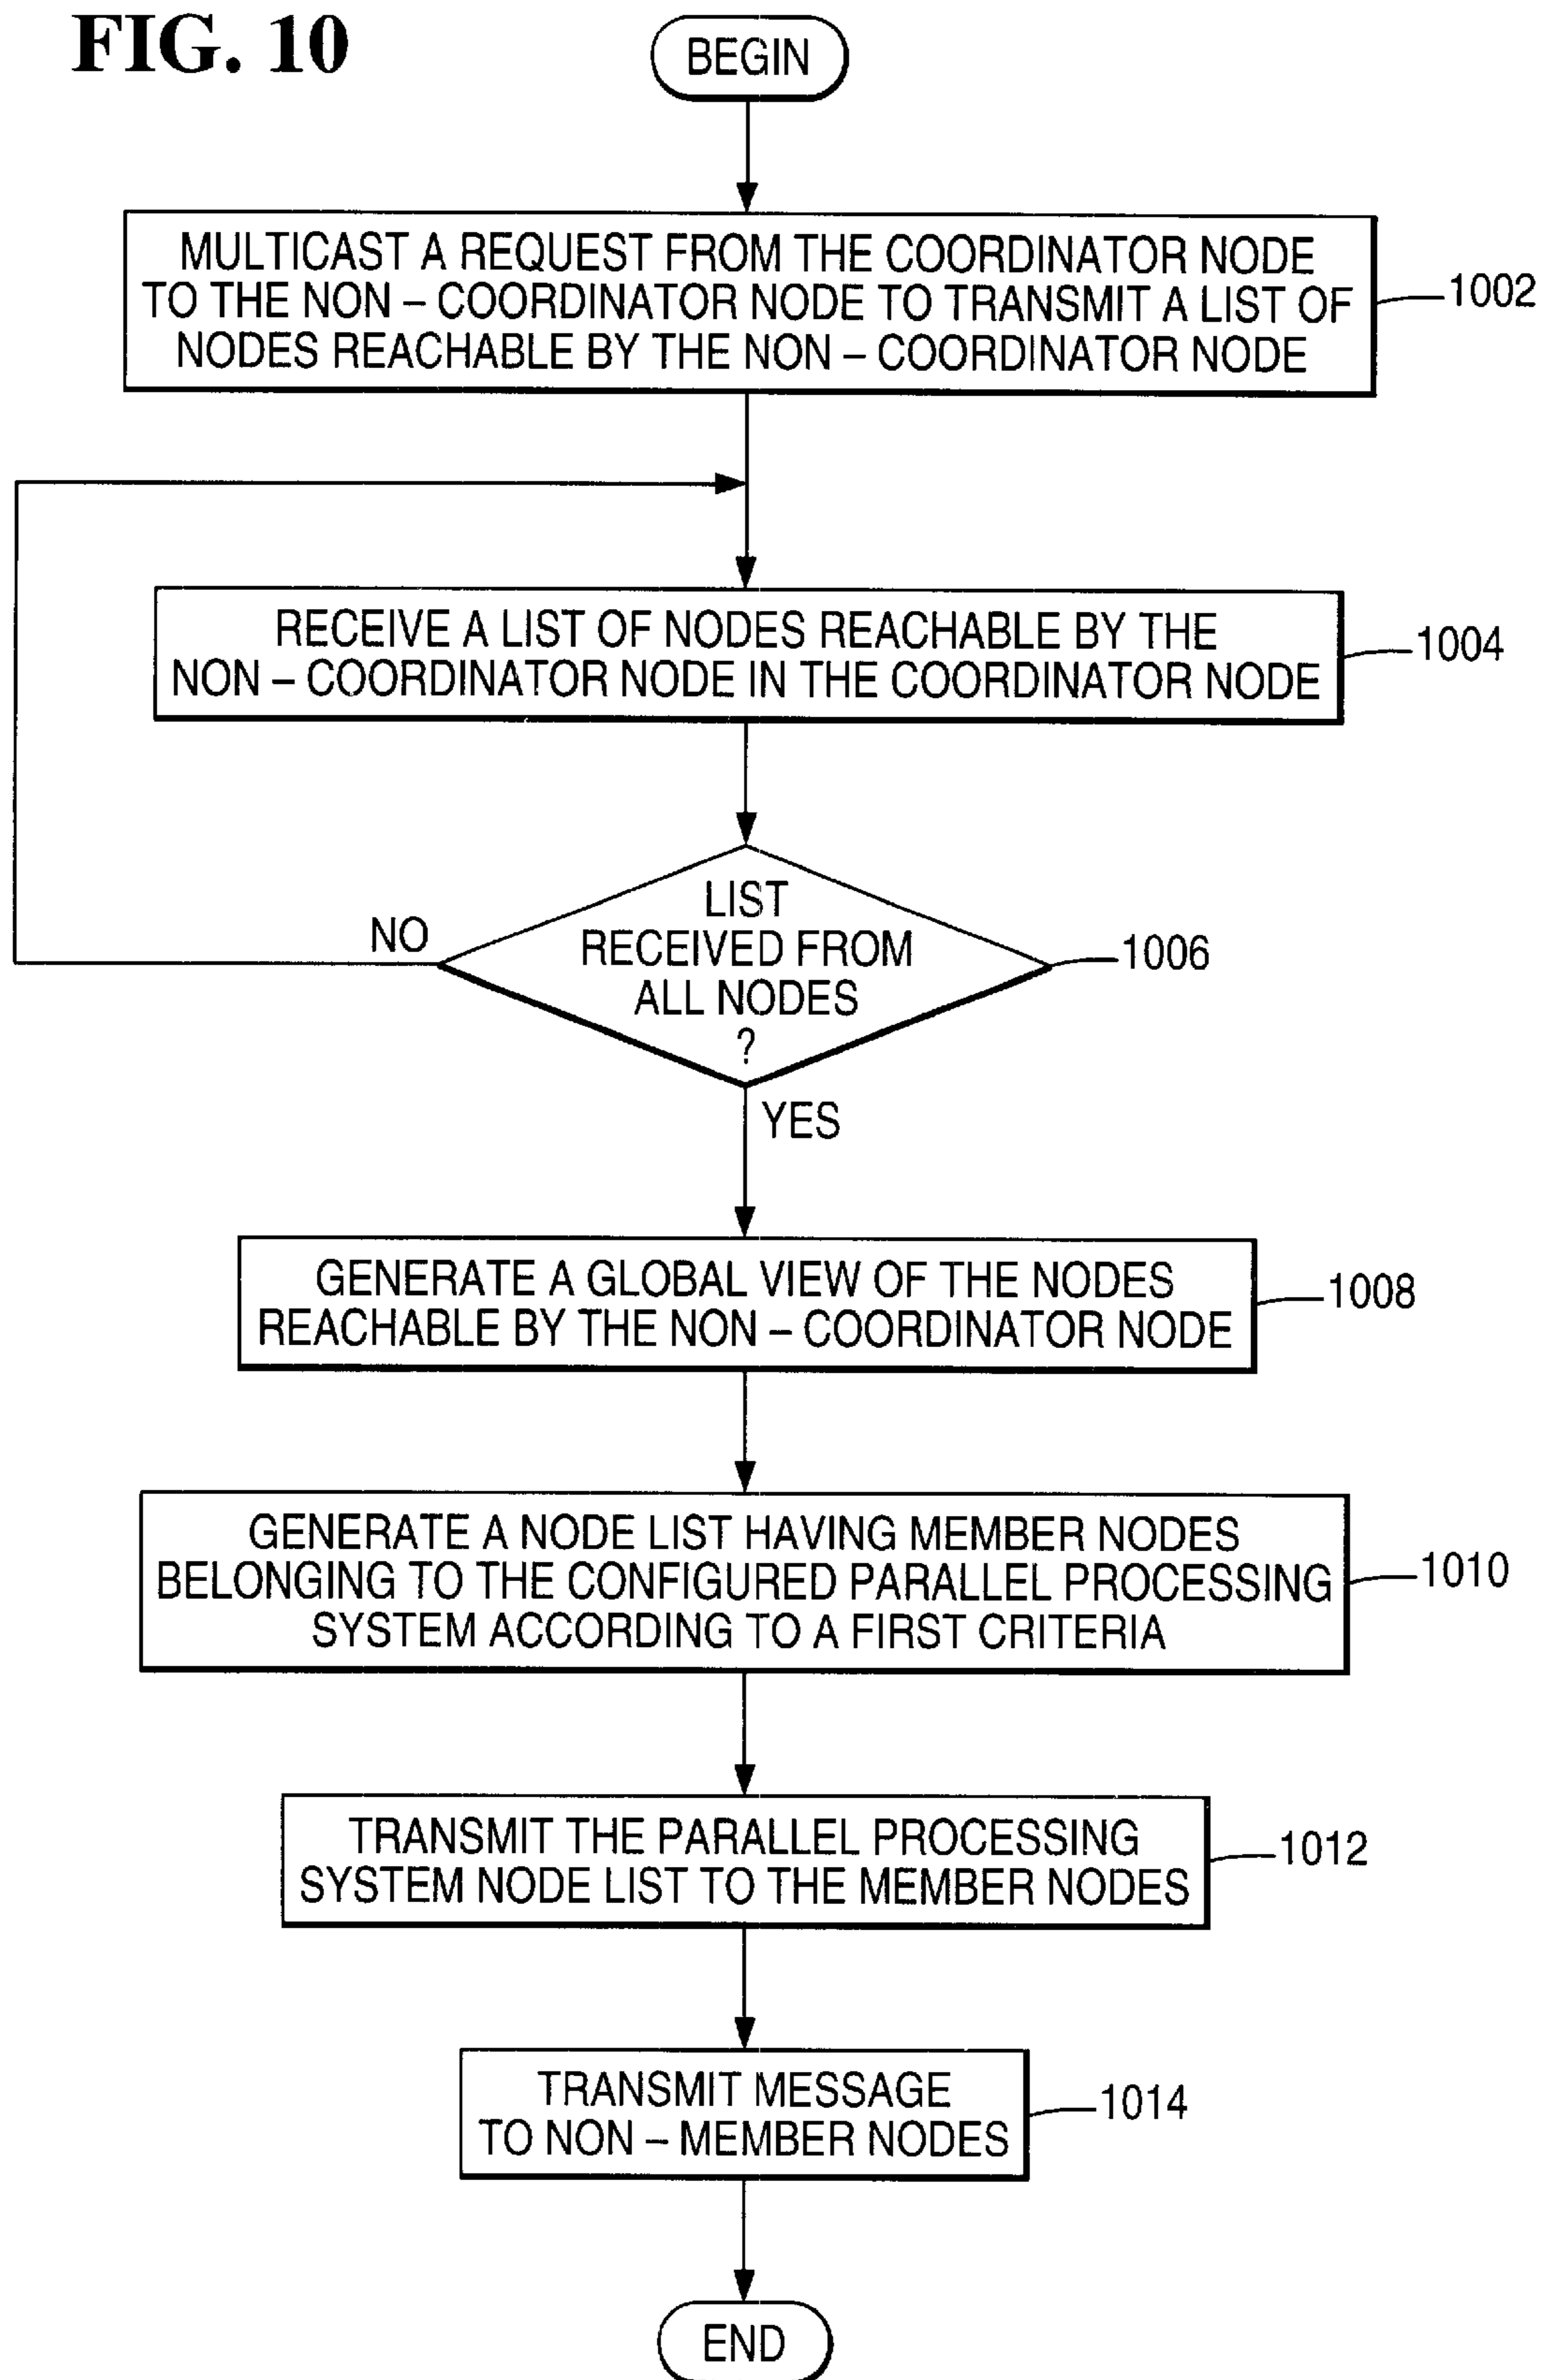 FIG. 10
BEGIN
MULTICAST A REQUEST FROM THE COORDINATOR NODE
TO THE NON – COORDINATOR NODE TO TRANSMIT A LIST OF
NODES REACHABLE BY THE NON – COORDINATOR NODE
1002
RECEIVE A LIST OF NODES REACHABLE BY THE
NON – COORDINATOR NODE IN THE COORDINATOR NODE
1004
LIST
RECEIVED FROM
ALL NODES
?
1006
NO
YES
GENERATE A GLOBAL VIEW OF THE NODES
REACHABLE BY THE NON – COORDINATOR NODE
1008
GENERATE A NODE LIST HAVING MEMBER NODES
BELONGING TO THE CONFIGURED PARALLEL PROCESSING
SYSTEM ACCORDING TO A FIRST CRITERIA
1010
TRANSMIT THE PARALLEL PROCESSING
SYSTEM NODE LIST TO THE MEMBER NODES
1012
TRANSMIT MESSAGE
TO NON – MEMBER NODES
1014
END